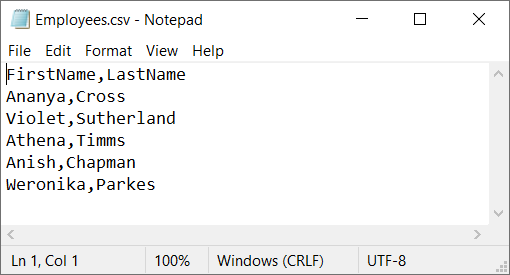 Employees.csv - Notepad
File Edit Format View Help
FirstName,LastName
Ananya,Cross
Violet,Sutherland
Athena,Timms
Anish,Chapman
Weronika,Parkes
Ln 1, Col 1 100% Windows (CRLF) UTF-8